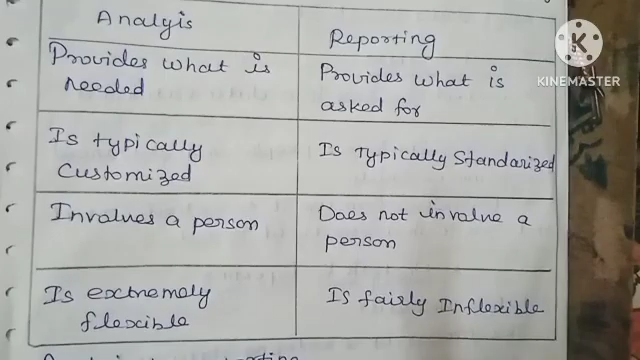 Analyis
Reporting
Provides what is
needed
Provides what is
asked for
Is typically
customized
Is Typically Standarized
Involves a person
Does not involve a
person
Is extremely
flexible
Is fairly Inflexible
KINEMASTER